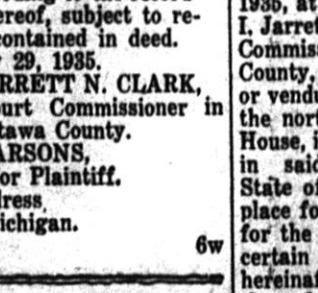 ereof, subject to re-
contained in deed.
29, 1935.
RRETT N. CLARK,
ourt Commissioner in
tawa County.
ARSONS,
or Plaintiff.
dress,
ichigan.
6w
1935, at
I, Jarret
Commiss
County,
or vendu
the nort
House, i
in said
State of
place fo
for the
certain
hereinaf